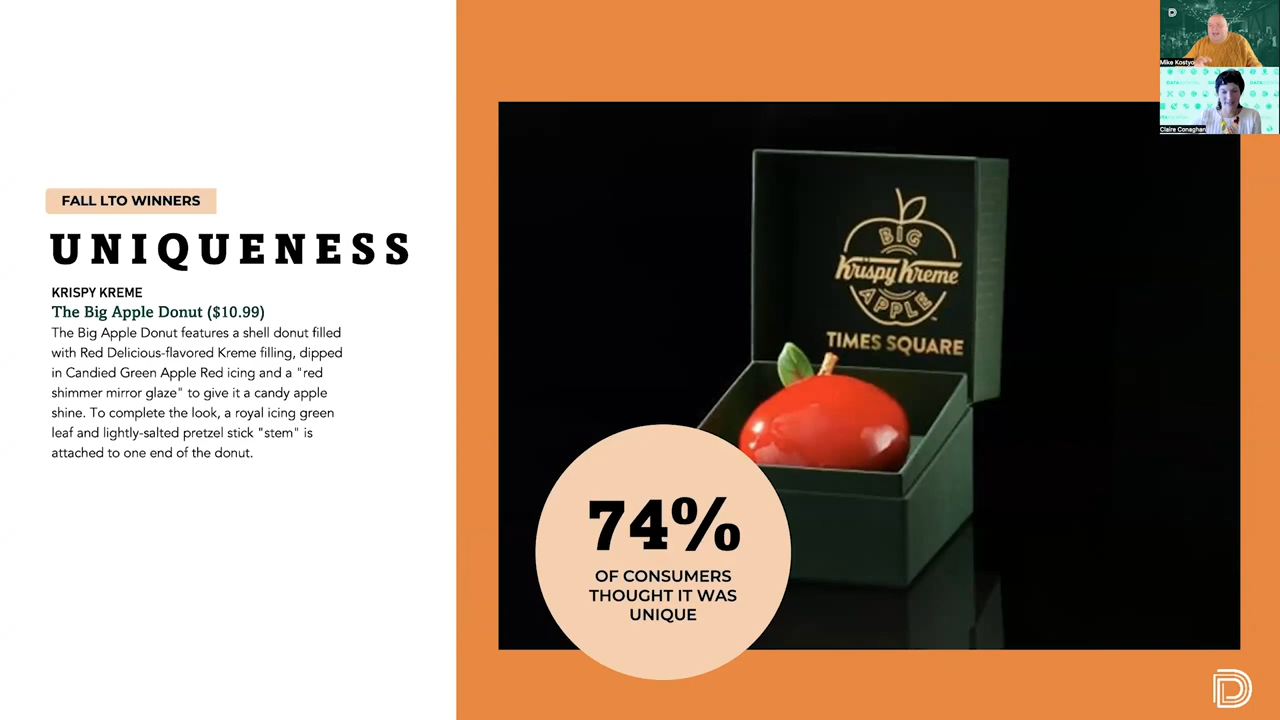 FALL LTO WINNERS
UNIQUENESS
KRISPY KREME
The Big Apple Donut ($10.99)
The Big Apple Donut features a shell donut filled
with Red Delicious-flavored Kreme filling, dipped
in Candied Green Apple Red icing and a "red
shimmer mirror glaze" to give it a candy apple
shine. To complete the look, a royal icing green
leaf and lightly-salted pretzel stick "stem" is
attached to one end of the donut.
BIG
Krispy Kreme
APPLE
TIMES SQUARE
74%
OF CONSUMERS
THOUGHT IT WAS
UNIQUE
Mike Kostyo
Claire Conaghan